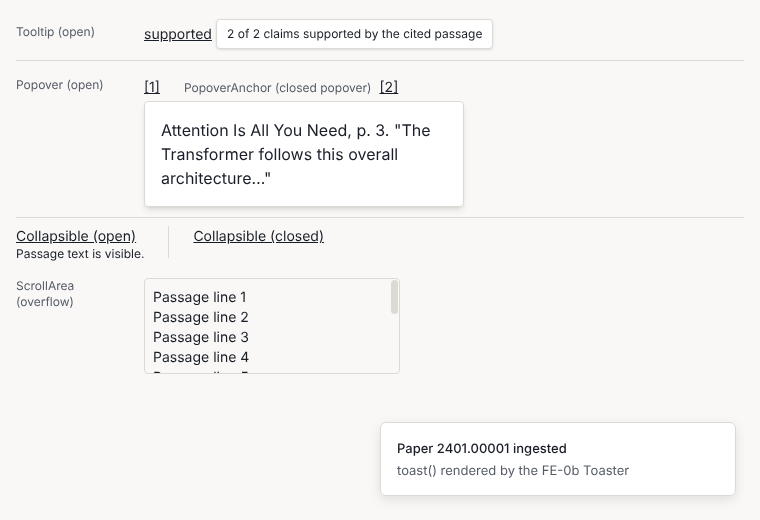 Tooltip (open) supported 2 of 2 claims supported by the cited passage
Popover (open) [1] PopoverAnchor (closed popover) [2]
Attention Is All You Need, p. 3. "The
Transformer follows this overall
architecture..."
Collapsible (open) Collapsible (closed)
Passage text is visible.
ScrollArea
(overflow)
Passage line 1
Passage line 2
Passage line 3
Passage line 4
Paper 2401.00001 ingested
toast() rendered by the FE-0b Toaster